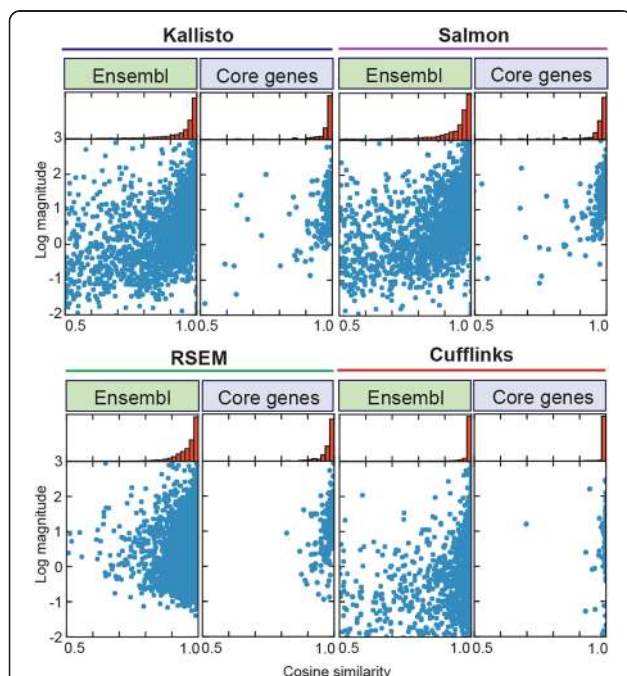 Kallisto Salmon
Ensembl Core genes Ensembl Core genes
3
2
1
0
-1
-2
Log magnitude
0.5 1.0 0.5 1.0 0.5 1.0 0.5 1.0
RSEM Cufflinks
Ensembl Core genes Ensembl Core genes
3
2
1
0
-1
-2
Log magnitude
0.5 1.0 0.5 1.0 0.5 1.0 0.5 1.0
Cosine similarity